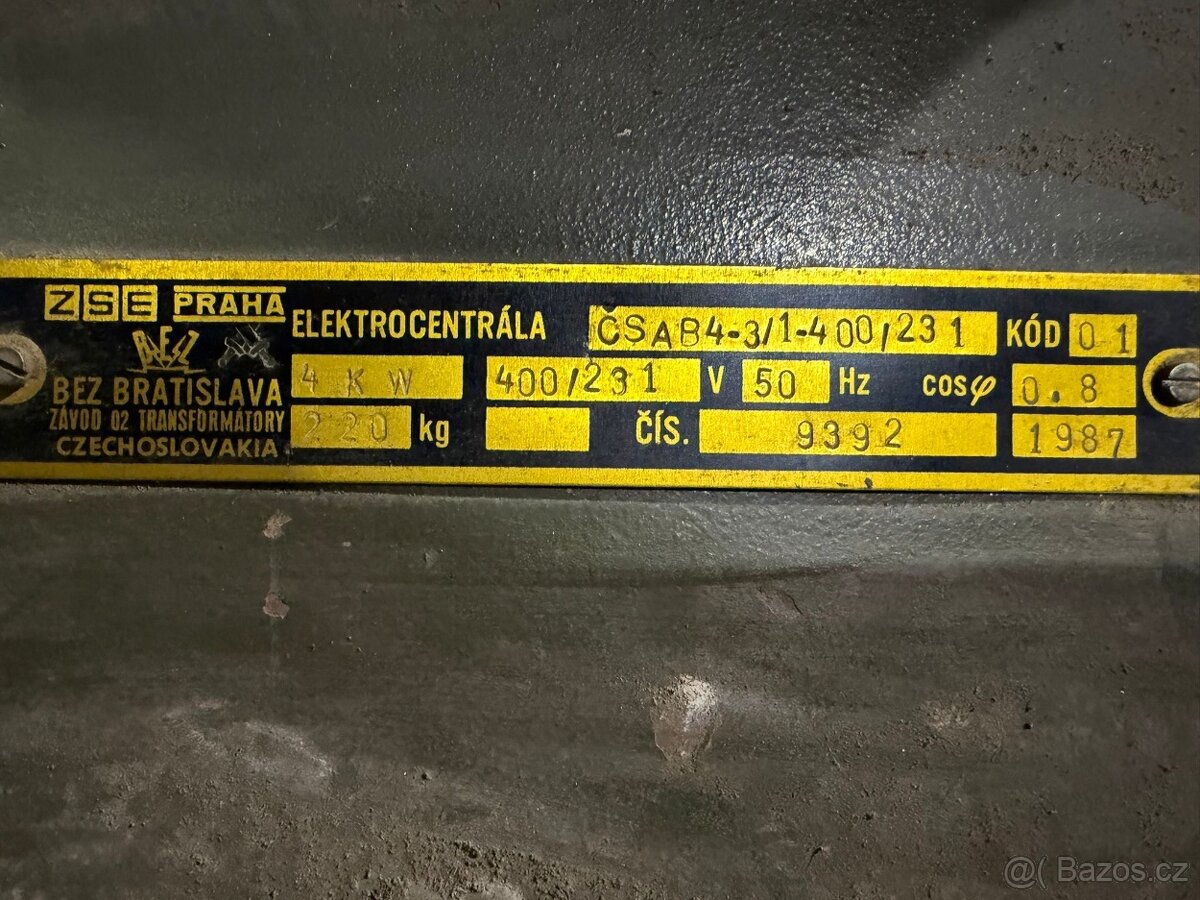 ZSE PRAHA
BEZ
BEZ BRATISLAVA
ZÁVOD 02 TRANSFORMÁTORY
CZECHOSLOVAKIA
ELEKTROCENTRÁLA ČSAB4-3/1-400/231 KÓD 01
4 KW 400/231 V 50 Hz cosφ 0.8
220 kg ČÍS. 9392 1987
@( Bazos.cz